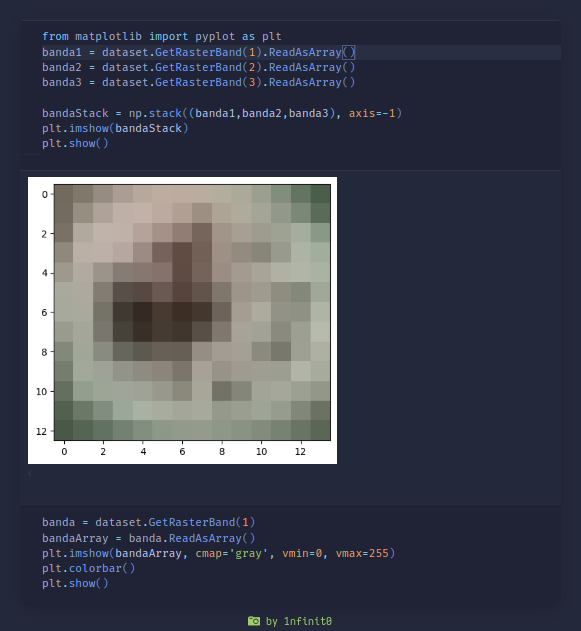 from matplotlib import pyplot as plt
banda1 = dataset.GetRasterBand(1).ReadAsArray()
banda2 = dataset.GetRasterBand(2).ReadAsArray()
banda3 = dataset.GetRasterBand(3).ReadAsArray()
bandaStack = np.stack((banda1,banda2,banda3), axis=-1)
plt.imshow(bandaStack)
plt.show()
0
2
4
6
8
10
12
0 2 4 6 8 10 12
banda = dataset.GetRasterBand(1)
bandaArray = banda.ReadAsArray()
plt.imshow(bandaArray, cmap='gray', vmin=0, vmax=255)
plt.colorbar()
plt.show()
by 1nfinit0